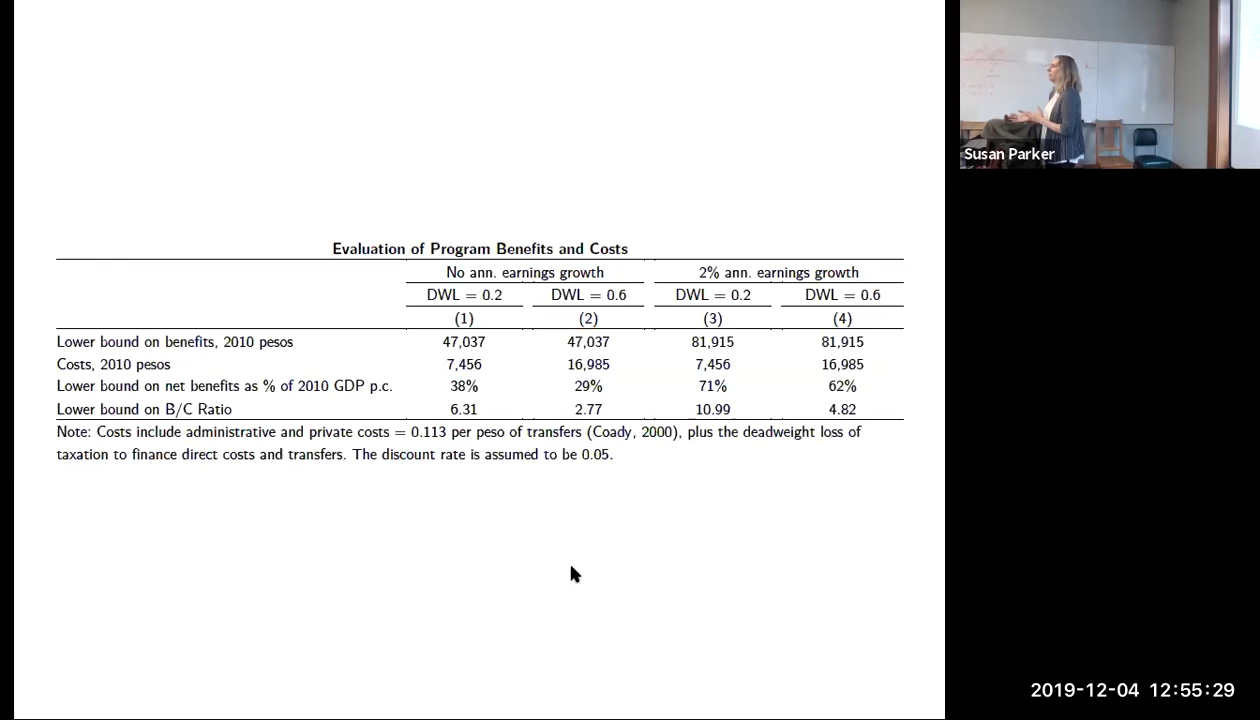 Susan Parker
Evaluation of Program Benefits and Costs
No ann. earnings growth 2% ann. earnings growth
DWL = 0.2 DWL = 0.6 DWL = 0.2 DWL = 0.6
(1) (2) (3) (4)
Lower bound on benefits, 2010 pesos 47,037 47,037 81,915 81,915
Costs, 2010 pesos 7,456 16,985 7,456 16,985
Lower bound on net benefits as % of 2010 GDP p.c. 38% 29% 71% 62%
Lower bound on B/C Ratio 6.31 2.77 10.99 4.82
Note: Costs include administrative and private costs = 0.113 per peso of transfers (Coady, 2000), plus the deadweight loss of
taxation to finance direct costs and transfers. The discount rate is assumed to be 0.05.
2019-12-04 12:55:29